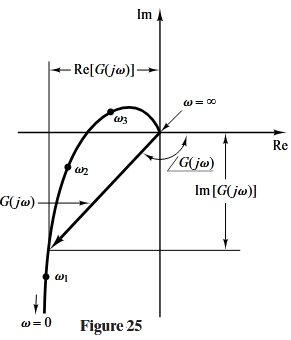 Im
Re[G(jω)]
ω = ∞
ω3
Re
ω2
G(jω)
Im[G(jω)]
G(jω)
ω1
ω = 0
Figure 25